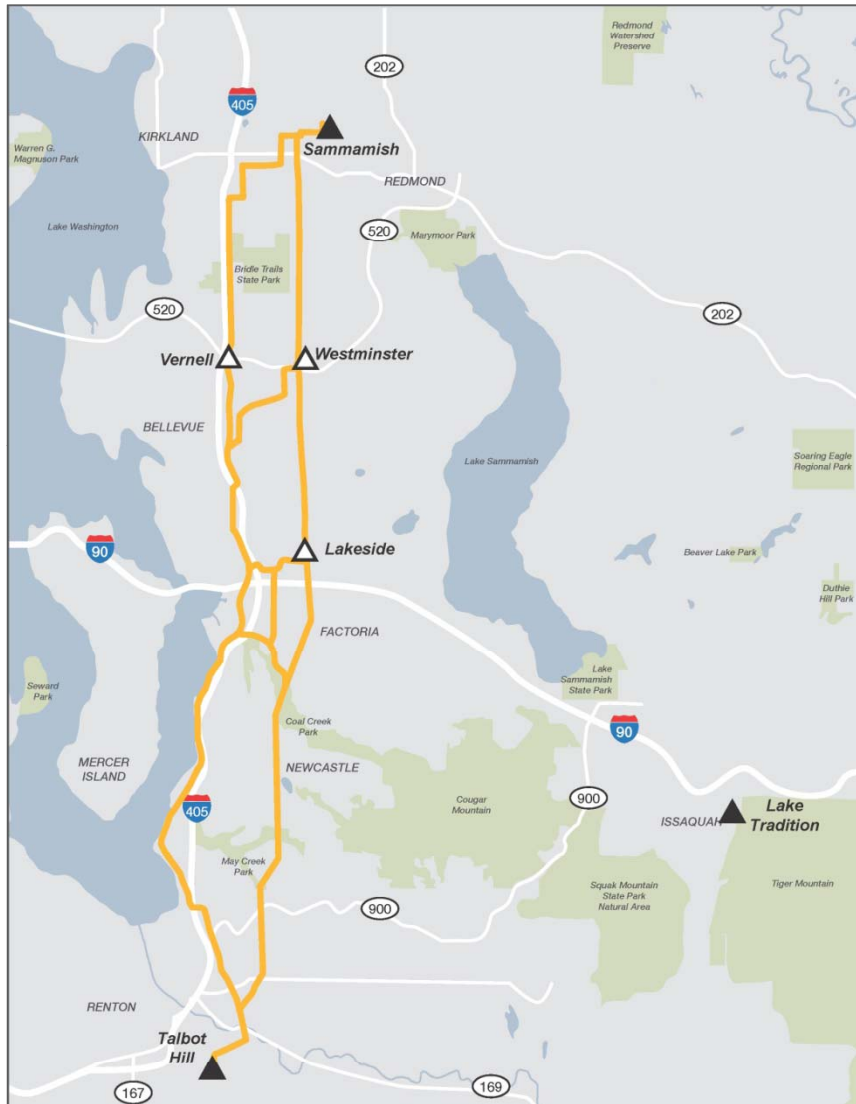 Redmond
Watershed
Preserve
202
405
KIRKLAND
Sammamish
Warren G.
Magnuson Park
REDMOND
Lake Washington
520
Marymoor Park
Bridle Trails
State Park
520
202
Vernell
Westminster
BELLEVUE
Lake Sammamish
Soaring Eagle
Regional Park
90
Lakeside
Beaver Lake Park
Duthie
Hill Park
FACTORIA
Seward
Park
Lake
Sammamish
State Park
Coal Creek
Park
90
MERCER
ISLAND
NEWCASTLE
405
Cougar
Mountain
900
ISSAQUAH
Lake
Tradition
May Creek
Park
Squak Mountain
State Park
Natural Area
Tiger Mountain
900
RENTON
Talbot
Hill
167
169